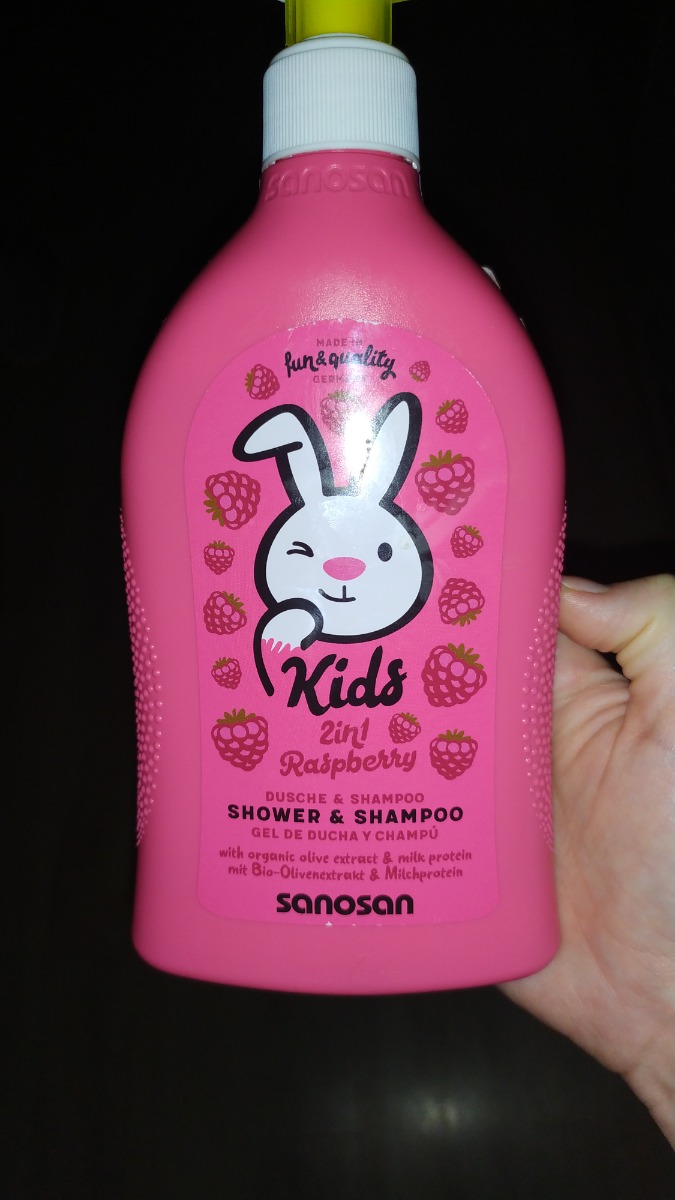 sanosan
MADE IN
fun & quality
GERMANY
Kids
2in1
Raspberry
DUSCHE & SHAMPOO
SHOWER & SHAMPOO
GEL DE DUCHA Y CHAMPÚ
with organic olive extract & milk protein
mit Bio-Olivenextrakt & Milchprotein
sanosan